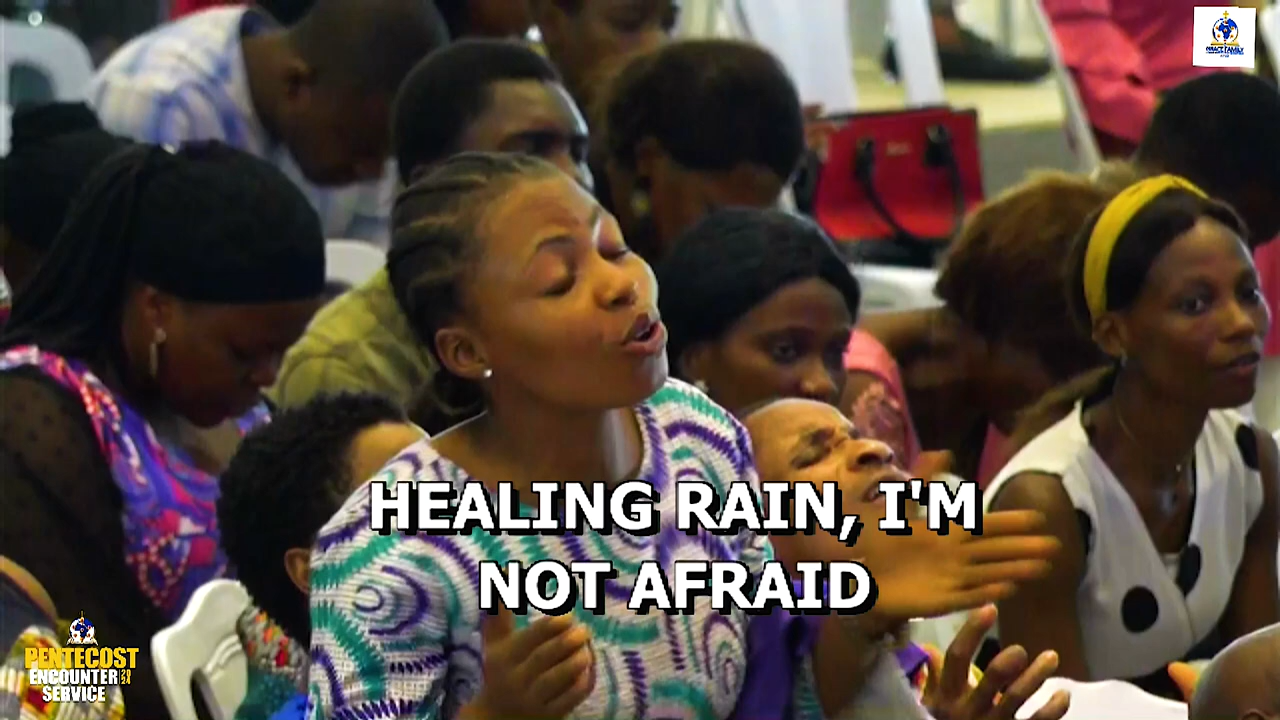 HEALING RAIN, I'M
NOT AFRAID
PENTECOST
ENCOUNTER
SERVICE